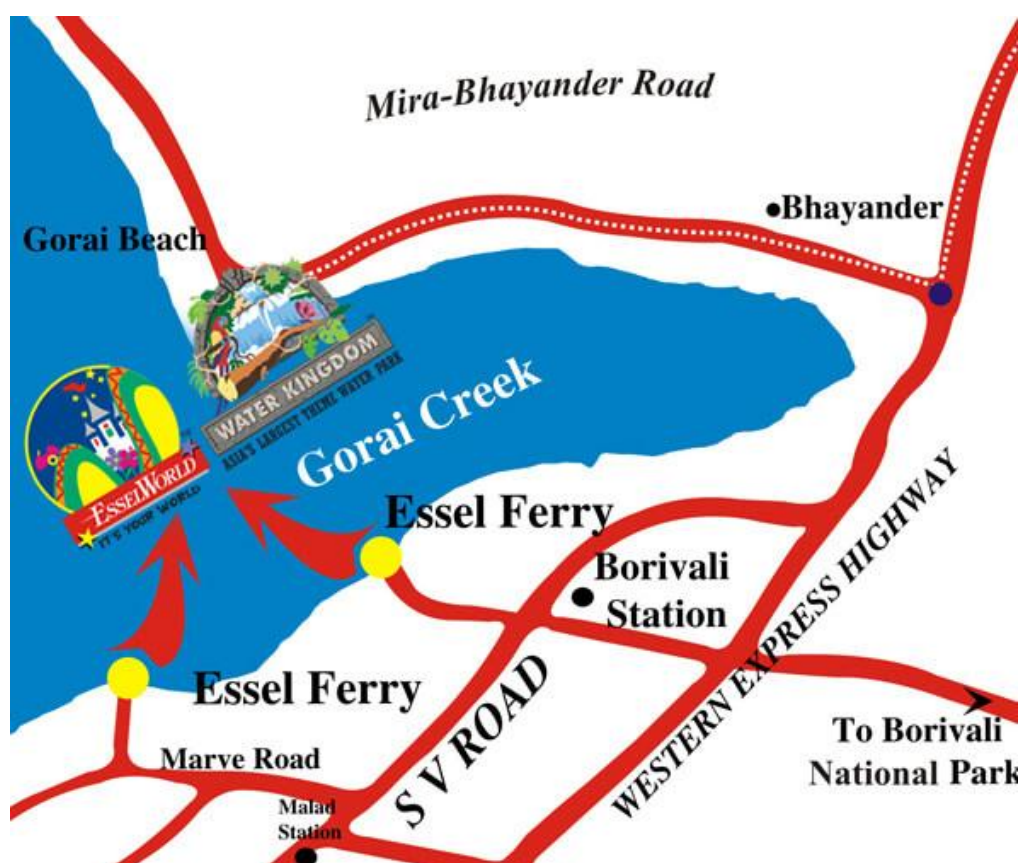 Mira-Bhayander Road
Bhayander
Gorai Beach
WATER KINGDOM
ASIA'S LARGEST THEME WATER PARK
Gorai Creek
ESSELWORLD
IT'S YOUR WORLD
Essel Ferry
Borivali
Station
WESTERN EXPRESS HIGHWAY
Essel Ferry
S V ROAD
To Borivali
National Park
Marve Road
Malad
Station